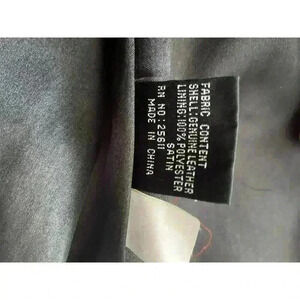 FABRIC CONTENT
SHELL:GENUINE LEATHER
LINING:100% POLYESTER
SATIN
RN NO:25611
MADE IN CHINA